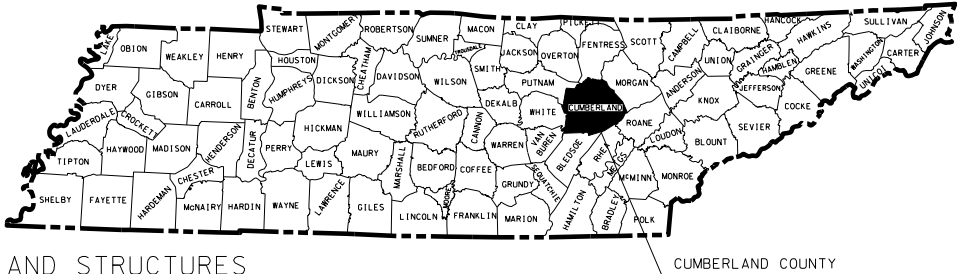 LAKE
OBION
WEAKLEY
HENRY
STEWART
MONTGOMERY
ROBERTSON
SUMNER
MACON
TROUSDALE
CLAY
PICKETT
JACKSON
OVERTON
FENTRESS
SCOTT
CAMPBELL
CLAIBORNE
HANCOCK
HAWKINS
SULLIVAN
JOHNSON
HOUSTON
CHEATHAM
DAVIDSON
WILSON
SMITH
PUTNAM
MORGAN
ANDERSON
UNION
GRAINGER
HAMBLEN
GREENE
WASHINGTON
UNICOI
CARTER
DYER
GIBSON
CARROLL
BENTON
HUMPHREYS
DICKSON
WILLIAMSON
RUTHERFORD
CANNON
DEKALB
WHITE
CUMBERLAND
ROANE
KNOX
JEFFERSON
COCKE
SEVIER
BLOUNT
LOUDON
LAUDERDALE
CROCKETT
HAYWOOD
MADISON
HENDERSON
DECATUR
PERRY
HICKMAN
LEWIS
MAURY
MARSHALL
BEDFORD
COFFEE
WARREN
VAN
BUREN
BLEDSOE
RHEA
MEIGS
McMINN
MONROE
TIPTON
CHESTER
SHELBY
FAYETTE
HARDEMAN
McNAIRY
HARDIN
WAYNE
LAWRENCE
GILES
LINCOLN
MOORE
FRANKLIN
GRUNDY
SEQUATCHIE
MARION
HAMILTON
BRADLEY
POLK
CUMBERLAND COUNTY
AND STRUCTURES